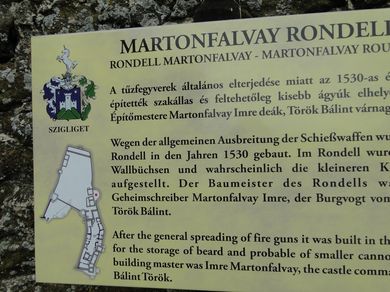 MARTONFALVAY RONDELL
RONDELL MARTONFALVAY - MARTONFALVAY ROU
A tűzfegyverek általános elterjedése miatt az 1530-as é
építették szakállas és feltehetőleg kisebb ágyúk elhely
Építőmestere Martonfalvay Imre deák, Török Bálint várnag
SZIGLIGET
Wegen der allgemeinen Ausbreitung der Schießwaffen wu
Rondell in den Jahren 1530 gebaut. Im Rondell wurd
Wallbüchsen und wahrscheinlich die kleineren K
aufgestellt. Der Baumeister des Rondells w
Geheimschreiber Martonfalvay Imre, der Burgvogt von
Török Bálint.
After the general spreading of fire guns it was built in th
for the storage of beard and probable of smaller canno
building master was Imre Martonfalvay, the castle comma
Bálint Török.